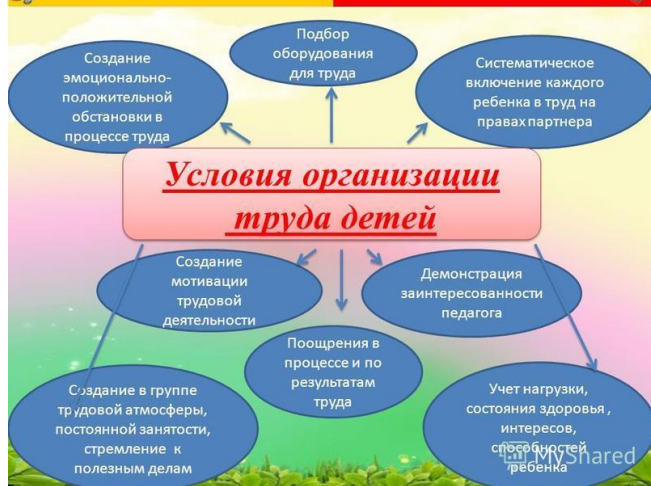 Создание
эмоционально-
положительной
обстановки в
процессе труда
Подбор
оборудования
для труда
Систематическое
включение каждого
ребенка в труд на
правах партнера
Условия организации
труда детей
Создание
мотивации
трудовой
деятельности
Демонстрация
заинтересованности
педагога
Поощрения в
процессе и по
результатам
труда
Создание в группе
трудовой атмосферы,
постоянной занятости,
стремление к
полезным делам
Учет нагрузки,
состояния здоровья ,
интересов,
способностей
ребенка
MyShared